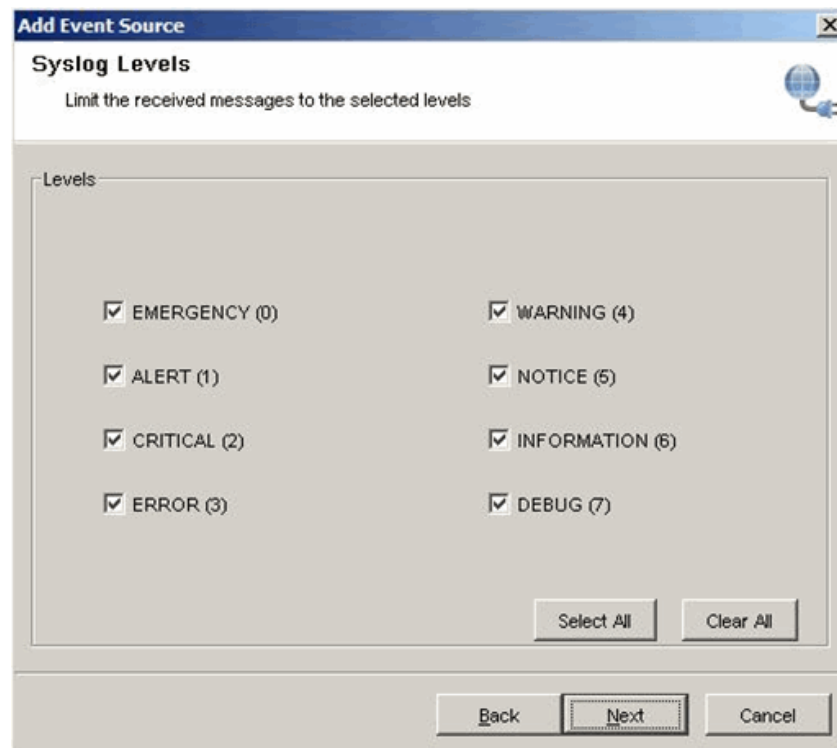 Add Event Source
Syslog Levels
Limit the received messages to the selected levels
Levels
EMERGENCY (0)
WARNING (4)
ALERT (1)
NOTICE (5)
CRITICAL (2)
INFORMATION (6)
ERROR (3)
DEBUG (7)
Select All
Clear All
Back
Next
Cancel